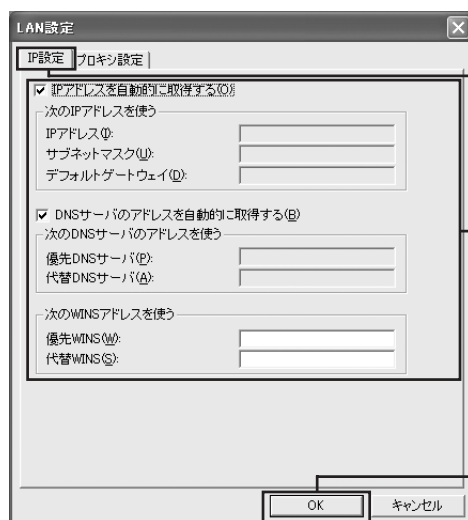 LAN設定
IP設定 プロキシ設定
IPアドレスを自動的に取得する(O)
次のIPアドレスを使う
IPアドレス(I):
サブネットマスク(U):
デフォルトゲートウェイ(D):
DNSサーバのアドレスを自動的に取得する(B)
次のDNSサーバのアドレスを使う
優先DNSサーバ(P):
代替DNSサーバ(A):
次のWINSアドレスを使う
優先WINS(W):
代替WINS(S):
OK キャンセル